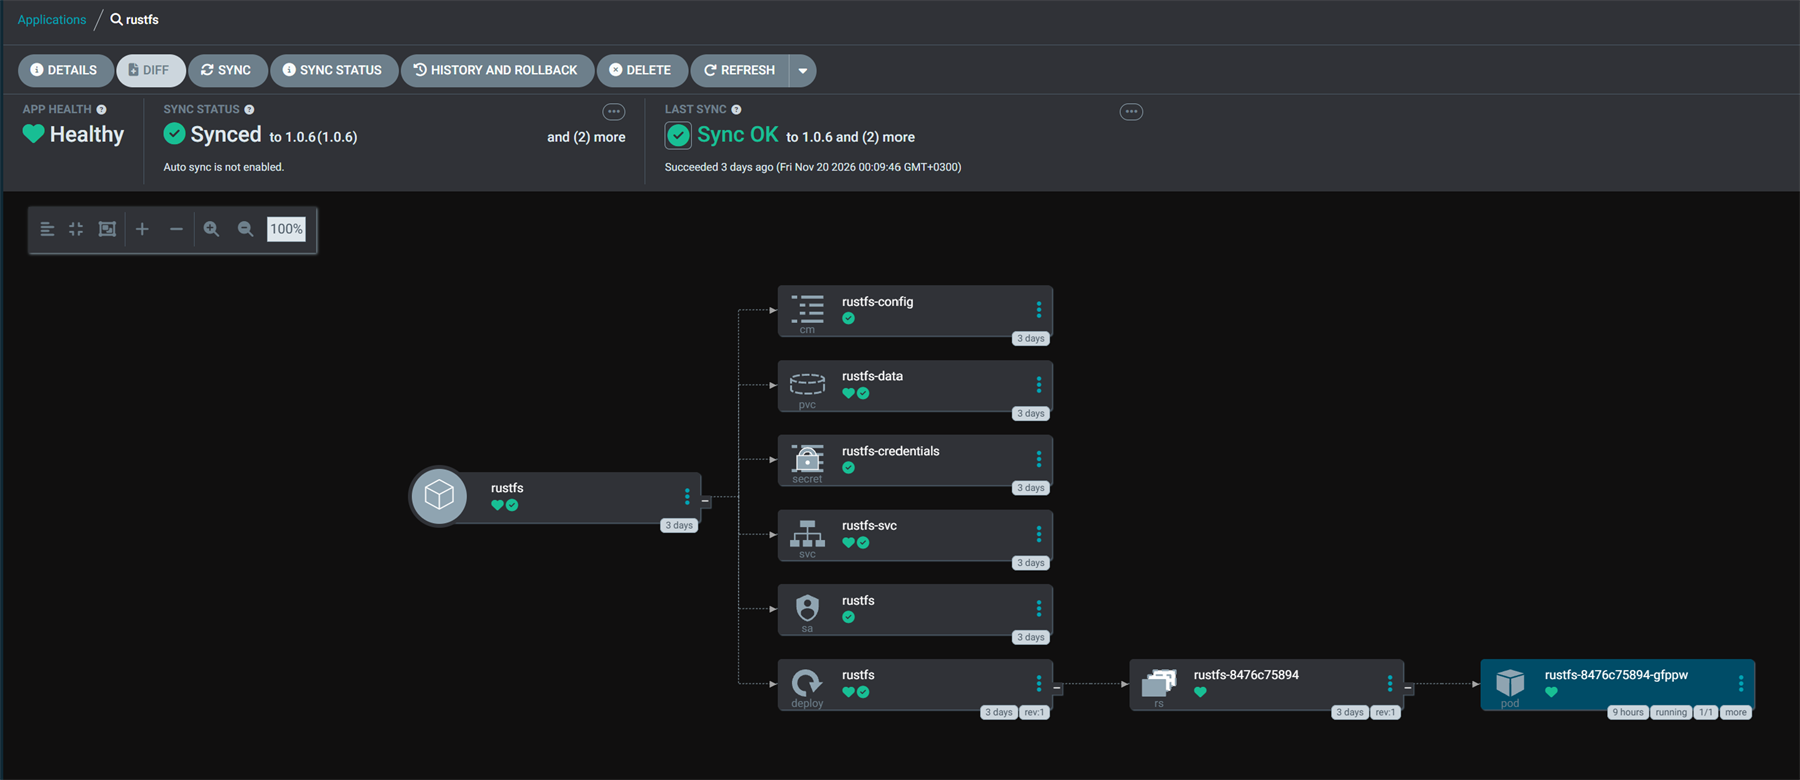 Applications / rustfs
DETAILS DIFF SYNC SYNC STATUS HISTORY AND ROLLBACK DELETE REFRESH
APP HEALTH
Healthy
SYNC STATUS
Synced to 1.0.6(1.0.6) and (2) more
Auto sync is not enabled.
LAST SYNC
Sync OK to 1.0.6 and (2) more
Succeeded 3 days ago (Fri Nov 20 2026 00:09:46 GMT+0300)
100%
rustfs
3 days
rustfs-config
cm
3 days
rustfs-data
pvc
3 days
rustfs-credentials
secret
3 days
rustfs-svc
svc
3 days
rustfs
sa
3 days
rustfs
deploy
3 days rev:1
rustfs-8476c75894
rs
3 days rev:1
rustfs-8476c75894-gfppw
pod
9 hours running 1/1 more